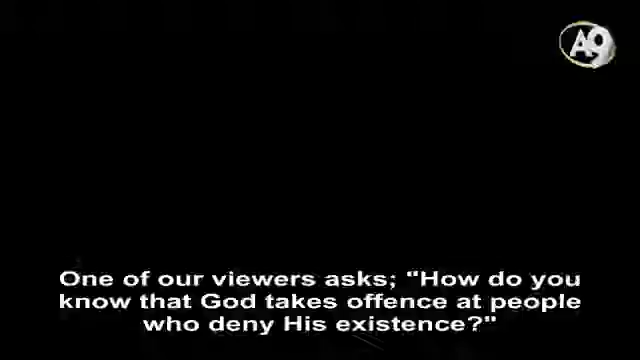 A9
One of our viewers asks; "How do you
know that God takes offence at people
who deny His existence?"